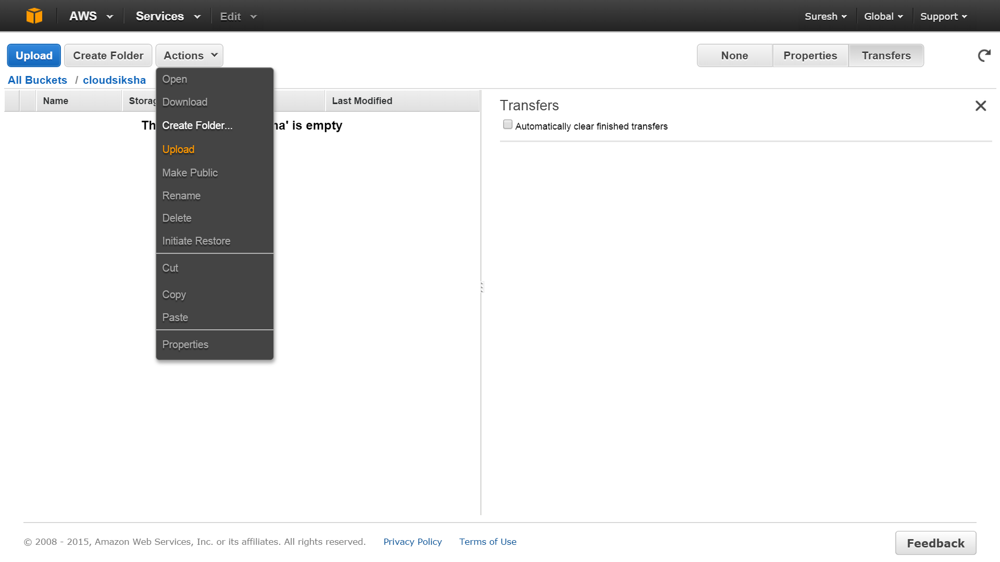 AWS Services Edit Suresh Global Support
Upload Create Folder Actions None Properties Transfers
All Buckets / cloudsiksha
Name Last Modified
is empty
Open
Download
Create Folder...
Upload
Make Public
Rename
Delete
Initiate Restore
Cut
Copy
Paste
Properties
Transfers
Automatically clear finished transfers
© 2008 - 2015, Amazon Web Services, Inc. or its affiliates. All rights reserved. Privacy Policy Terms of Use
Feedback